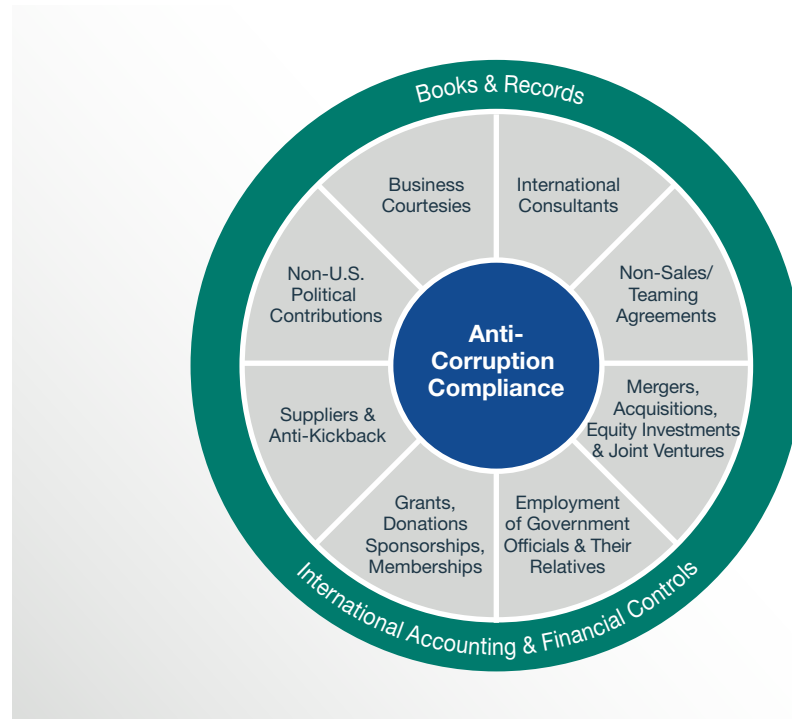 Books & Records
Business
Courtesies
International
Consultants
Non-U.S.
Political
Contributions
Non-Sales/
Teaming
Agreements
Anti-
Corruption
Compliance
Suppliers &
Anti-Kickback
Mergers,
Acquisitions,
Equity Investments
& Joint Ventures
Grants,
Donations
Sponsorships,
Memberships
Employment
of Government
Officials & Their
Relatives
International Accounting & Financial Controls